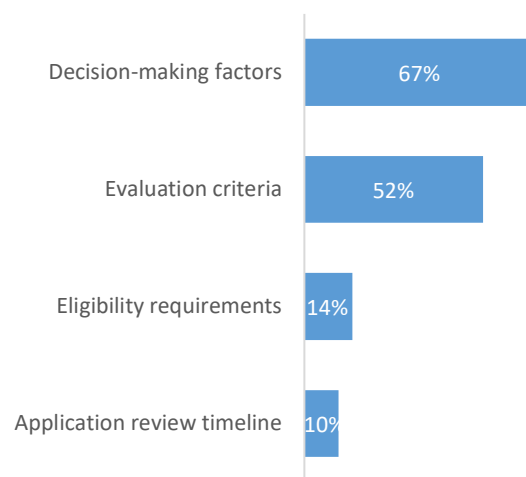 Decision-making factors 67%
Evaluation criteria 52%
Eligibility requirements 14%
Application review timeline 10%